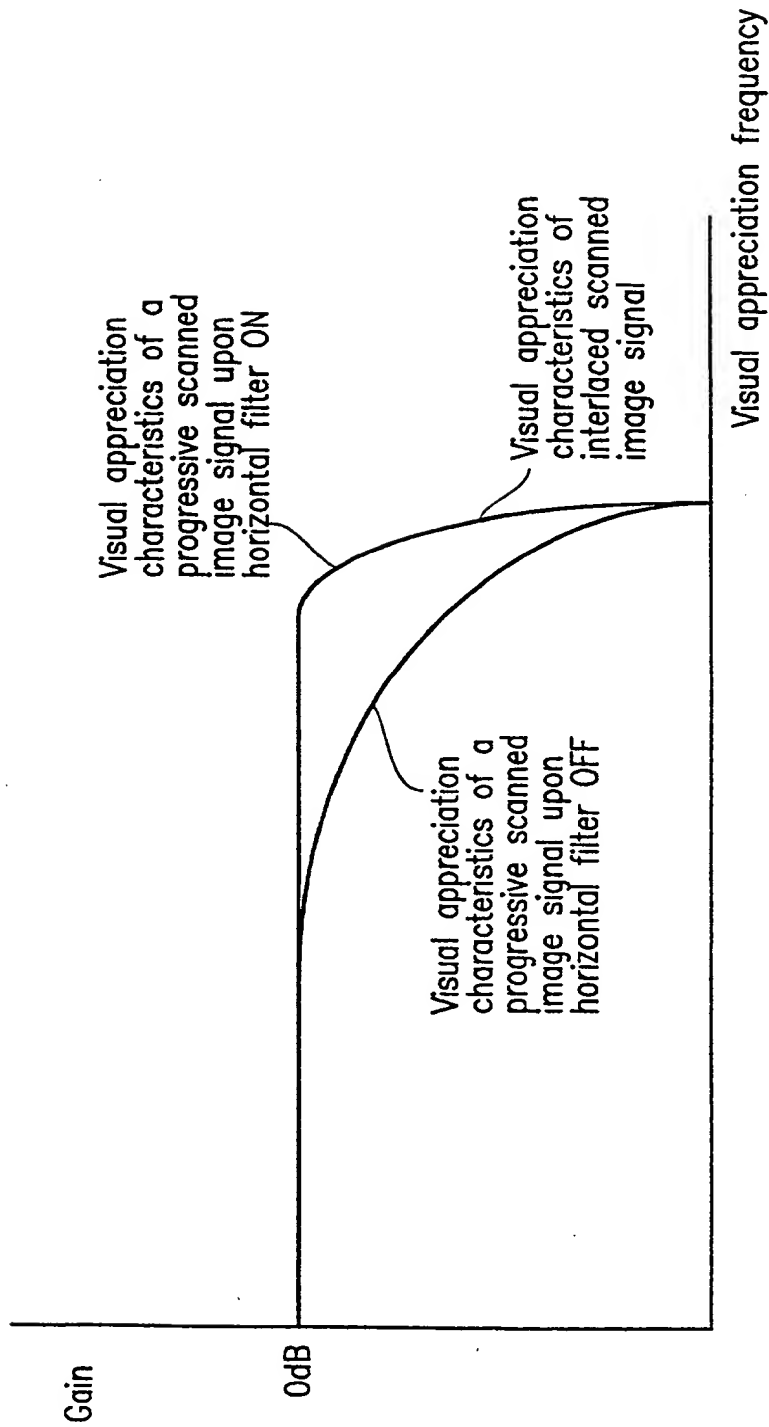 Gain
0dB
Visual appreciation
characteristics of a
progressive scanned
image signal upon
horizontal filter ON
Visual appreciation
characteristics of
interlaced scanned
image signal
Visual appreciation
characteristics of a
progressive scanned
image signal upon
horizontal filter OFF
Visual appreciation frequency